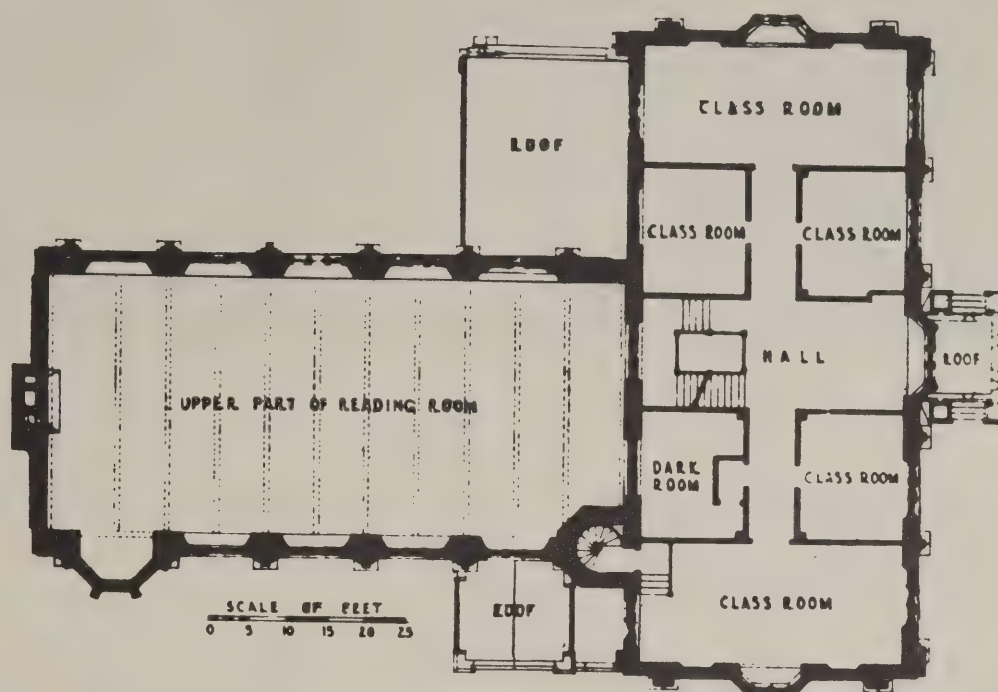 CLASS ROOM
ROOF
CLASS ROOM
CLASS ROOM
HALL
ROOF
UPPER PART OF READING ROOM
DARK
ROOM
CLASS ROOM
SCALE OF FEET
0 5 10 15 20 25
ROOF
CLASS ROOM